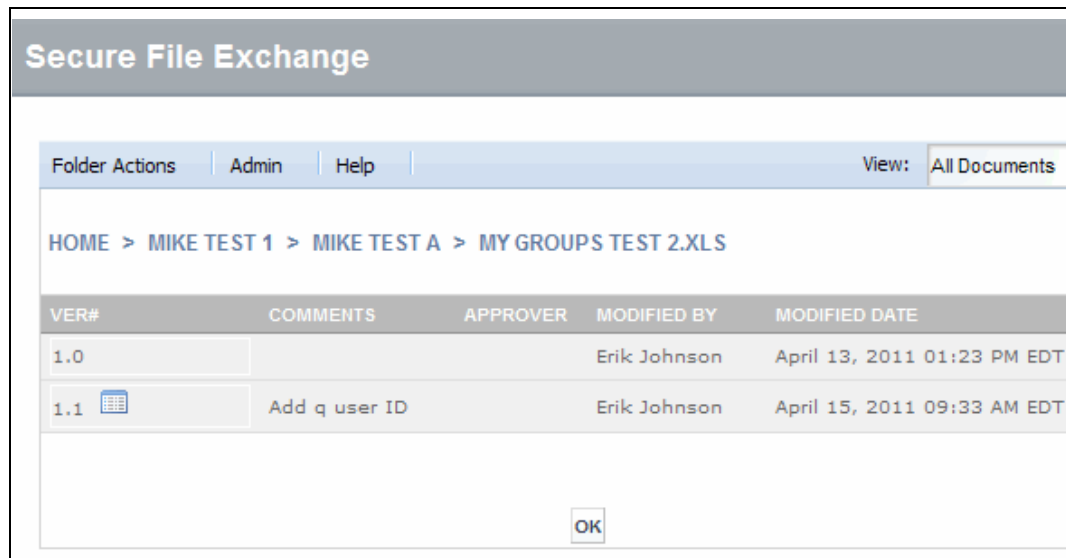 Secure File Exchange
Folder Actions Admin Help View: All Documents
HOME > MIKE TEST 1 > MIKE TEST A > MY GROUPS TEST 2.XLS
VER# COMMENTS APPROVER MODIFIED BY MODIFIED DATE
1.0 Erik Johnson April 13, 2011 01:23 PM EDT
1.1 Add q user ID Erik Johnson April 15, 2011 09:33 AM EDT
OK